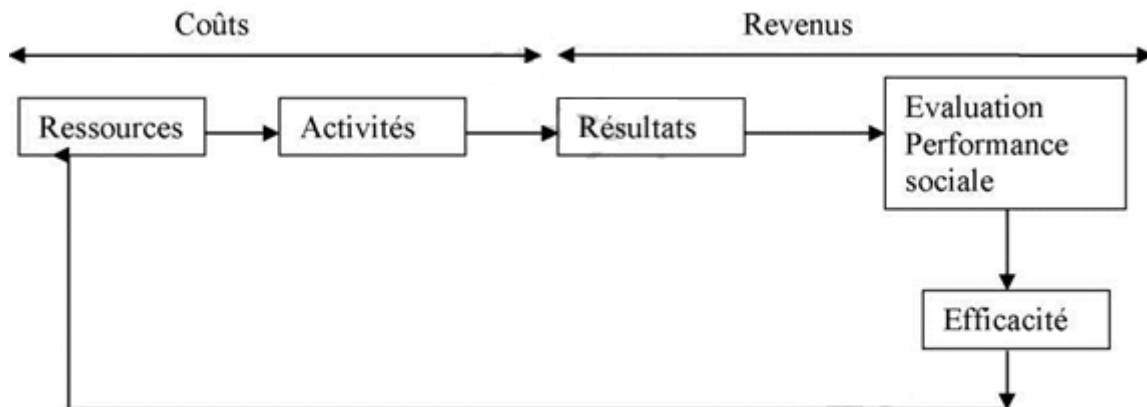 Coûts
Revenus
Ressources
Activités
Résultats
Evaluation
Performance
sociale
Efficacité